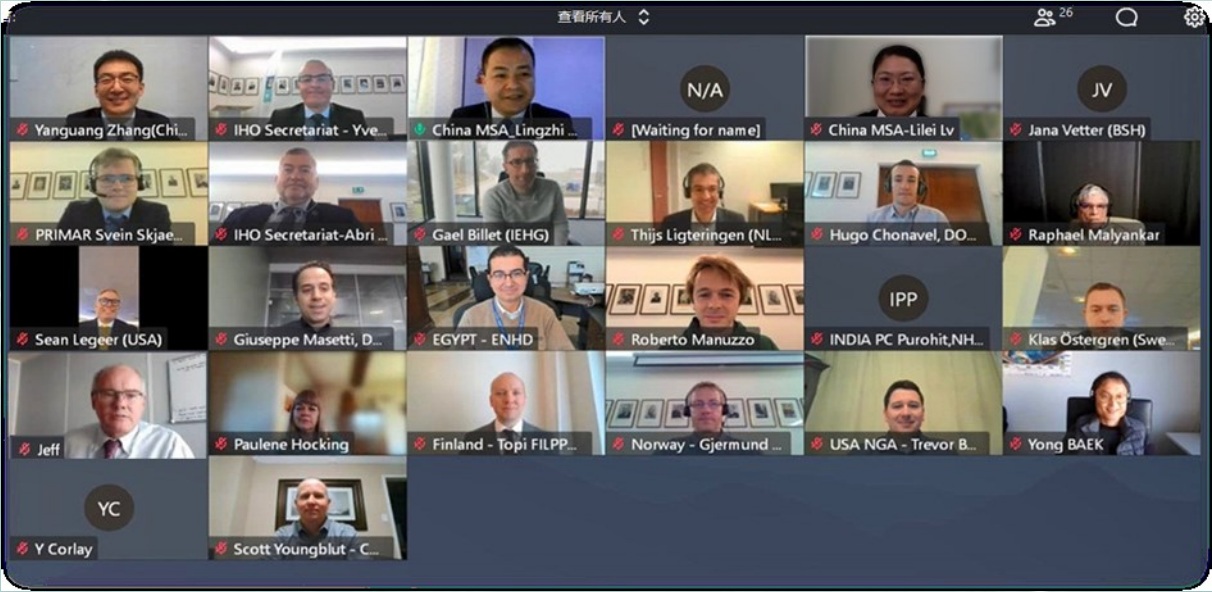 查看所有人
26
Yanguang Zhang(Chi...
IHO Secretariat - Yve...
China MSA_Lingzhi ...
N/A
[Waiting for name]
China MSA-Lilei Lv
JV
Jana Vetter (BSH)
PRIMAR Svein Skjae...
IHO Secretariat-Abri ...
Gael Billet (IEHG)
Thijs Ligteringen (NL...
Hugo Chonavel, DO...
Raphael Malyankar
Sean Legeer (USA)
Giuseppe Masetti, D...
EGYPT - ENHD
Roberto Manuzzo
IPP
INDIA PC Purohit,NH...
Klas Östergren (Swe...
Jeff
Paulene Hocking
Finland - Topi FILPP...
Norway - Gjermund ...
USA NGA - Trevor B...
Yong BAEK
YC
Y Corlay
Scott Youngblut - C...